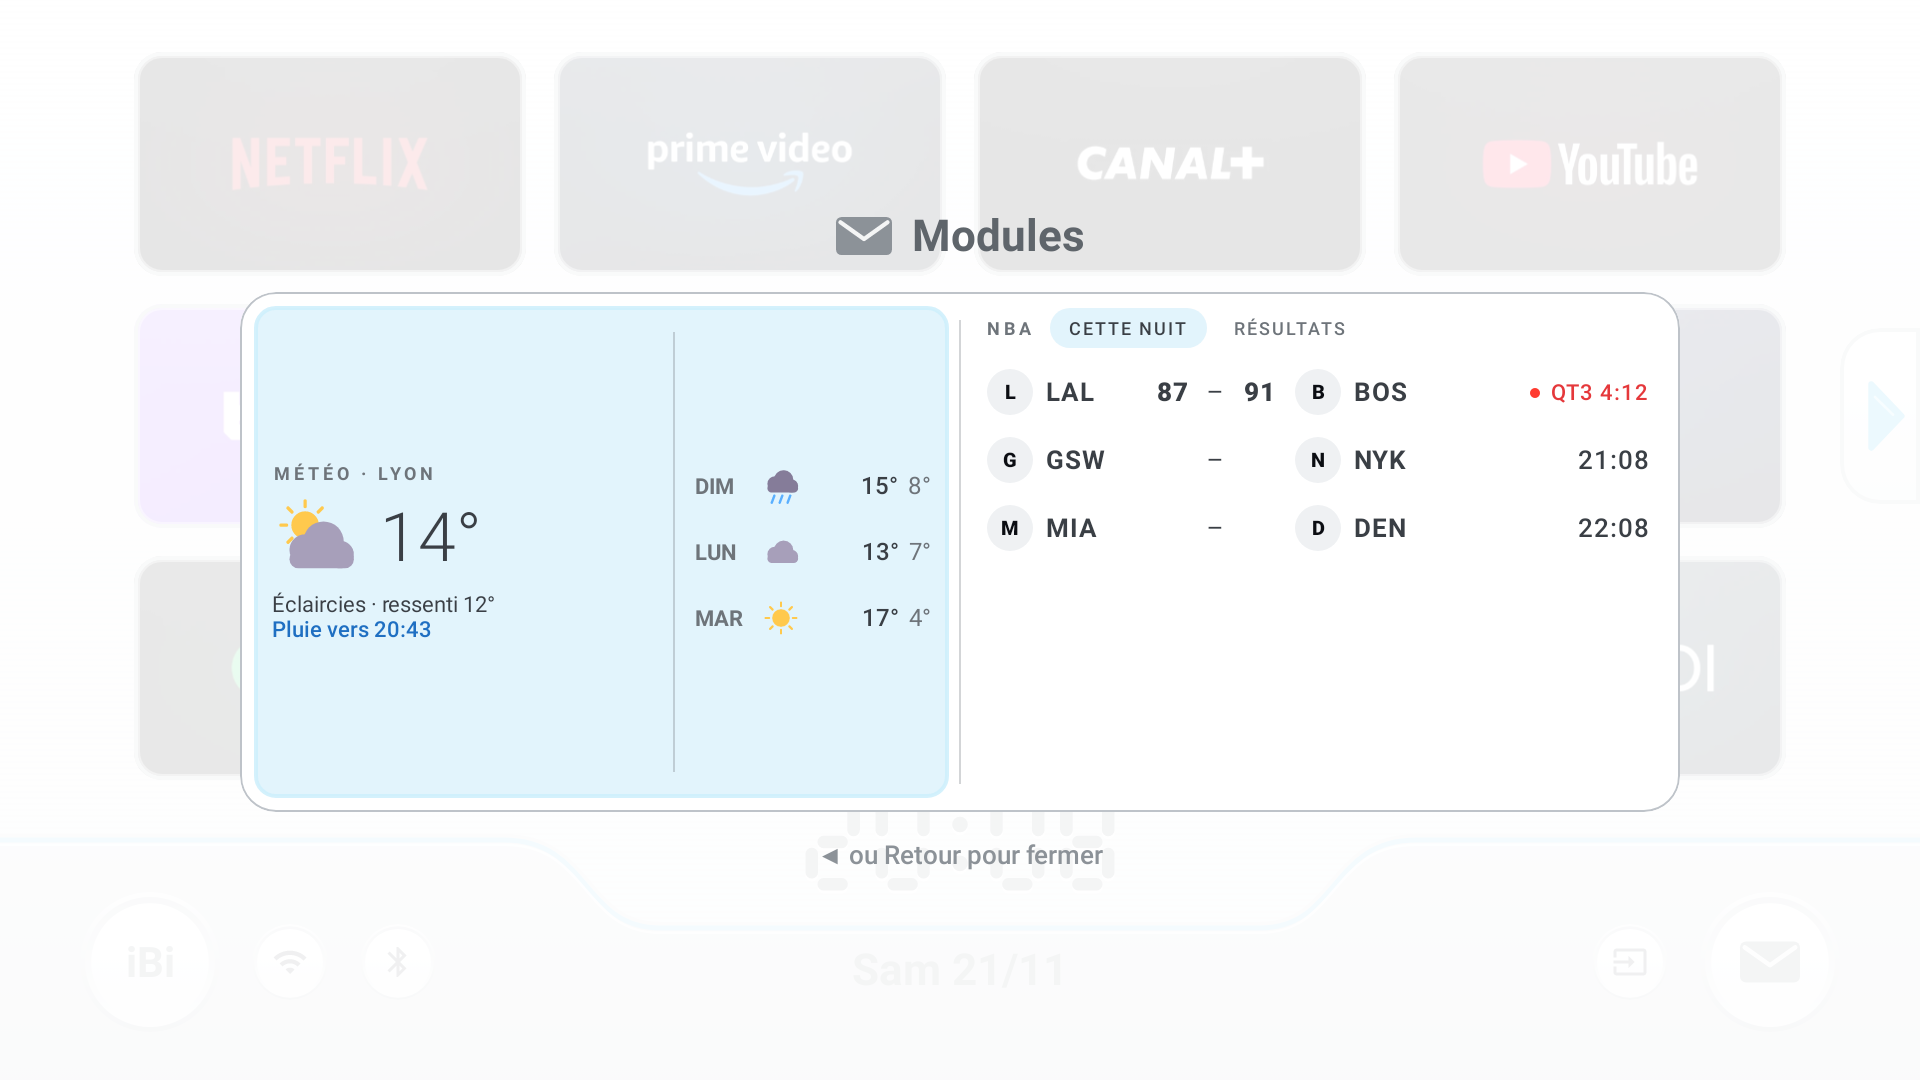 NETFLIX
prime video
CANAL+
YouTube
Modules
MÉTÉO · LYON
14°
Éclaircies · ressenti 12°
Pluie vers 20:43
DIM 15° 8°
LUN 13° 7°
MAR 17° 4°
NBA CETTE NUIT RÉSULTATS
L LAL 87 – 91 B BOS ● QT3 4:12
G GSW – N NYK 21:08
M MIA – D DEN 22:08
◄ ou Retour pour fermer
iBi
Sam 21/11